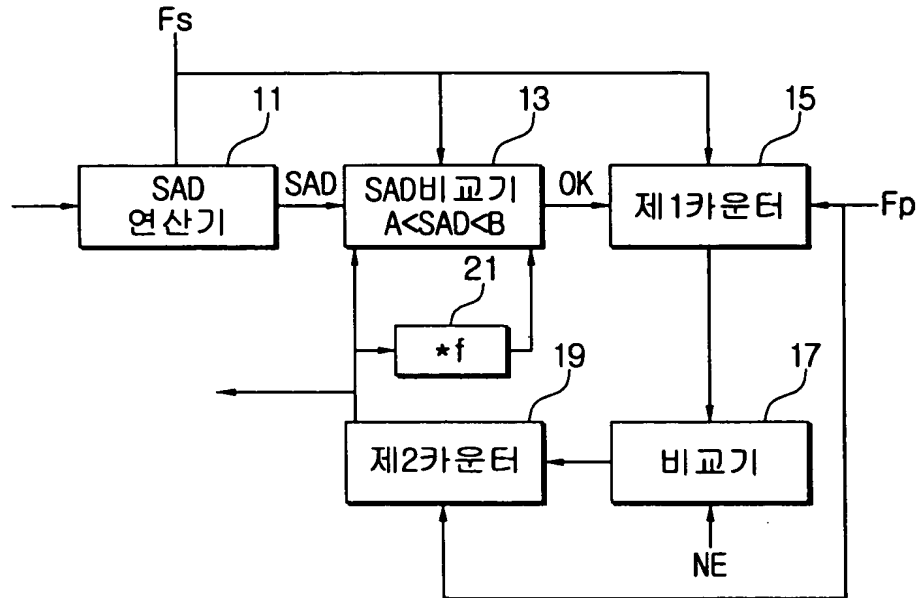 Fs
11
13
15
SAD
연산기
SAD
SAD비교기
A<SAD<B
OK
제1카운터
Fp
21
*f
19
17
제2카운터
비교기
NE